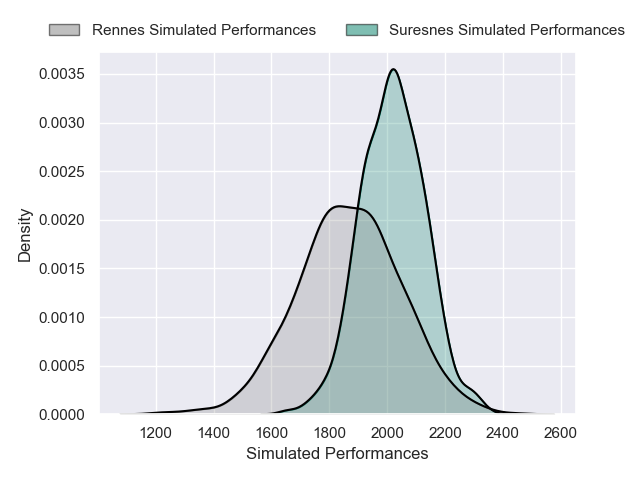 Rennes Simulated Performances Suresnes Simulated Performances
0.0035
0.0030
0.0025
0.0020
0.0015
0.0010
0.0005
0.0000
Density
1200 1400 1600 1800 2000 2200 2400 2600
Simulated Performances